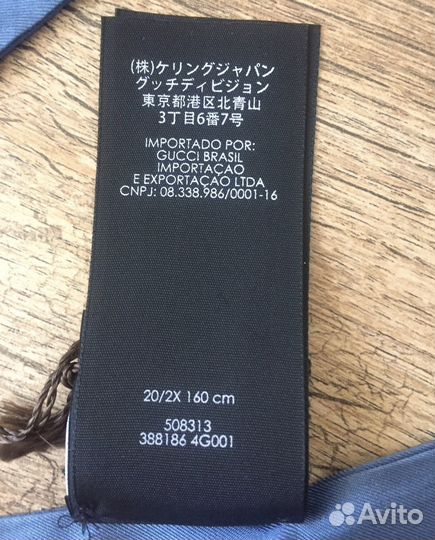 (株)ケリングジャパン
グッチディビジョン
東京都港区北青山
3丁目6番7号
IMPORTADO POR:
GUCCI BRASIL
IMPORTAÇAO
E EXPORTAÇAO LTDA
CNPJ: 08.338.986/0001-16
20/2X 160 cm
508313
388186 4G001
Avito